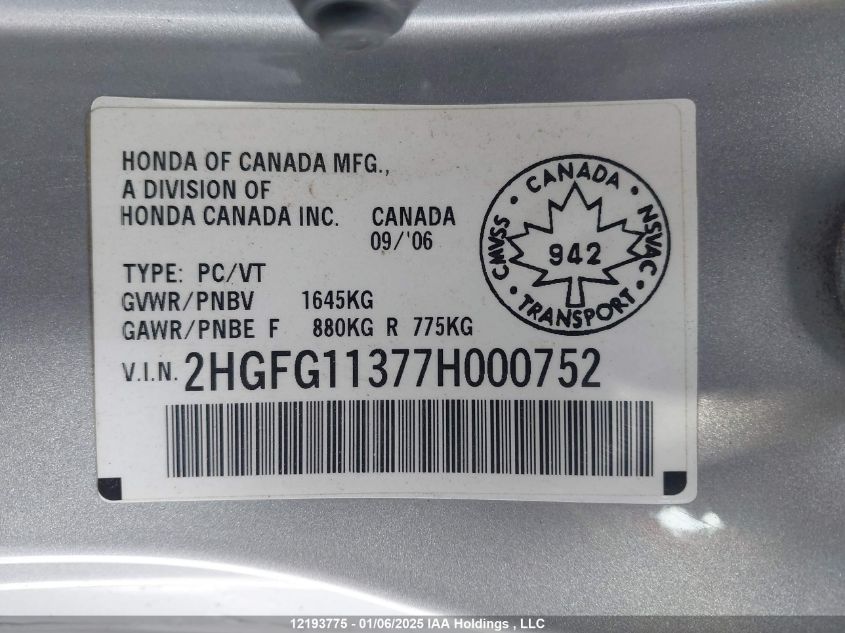 HONDA OF CANADA MFG.,
A DIVISION OF
HONDA CANADA INC. CANADA
09/'06
TYPE: PC/VT
GVWR/PNBV 1645KG
GAWR/PNBE F 880KG R 775KG
V.I.N. 2HGFG11377H000752
CMVSS • CANADA • NSVAC • TRANSPORT •
942
12193775 - 01/06/2025 IAA Holdings , LLC